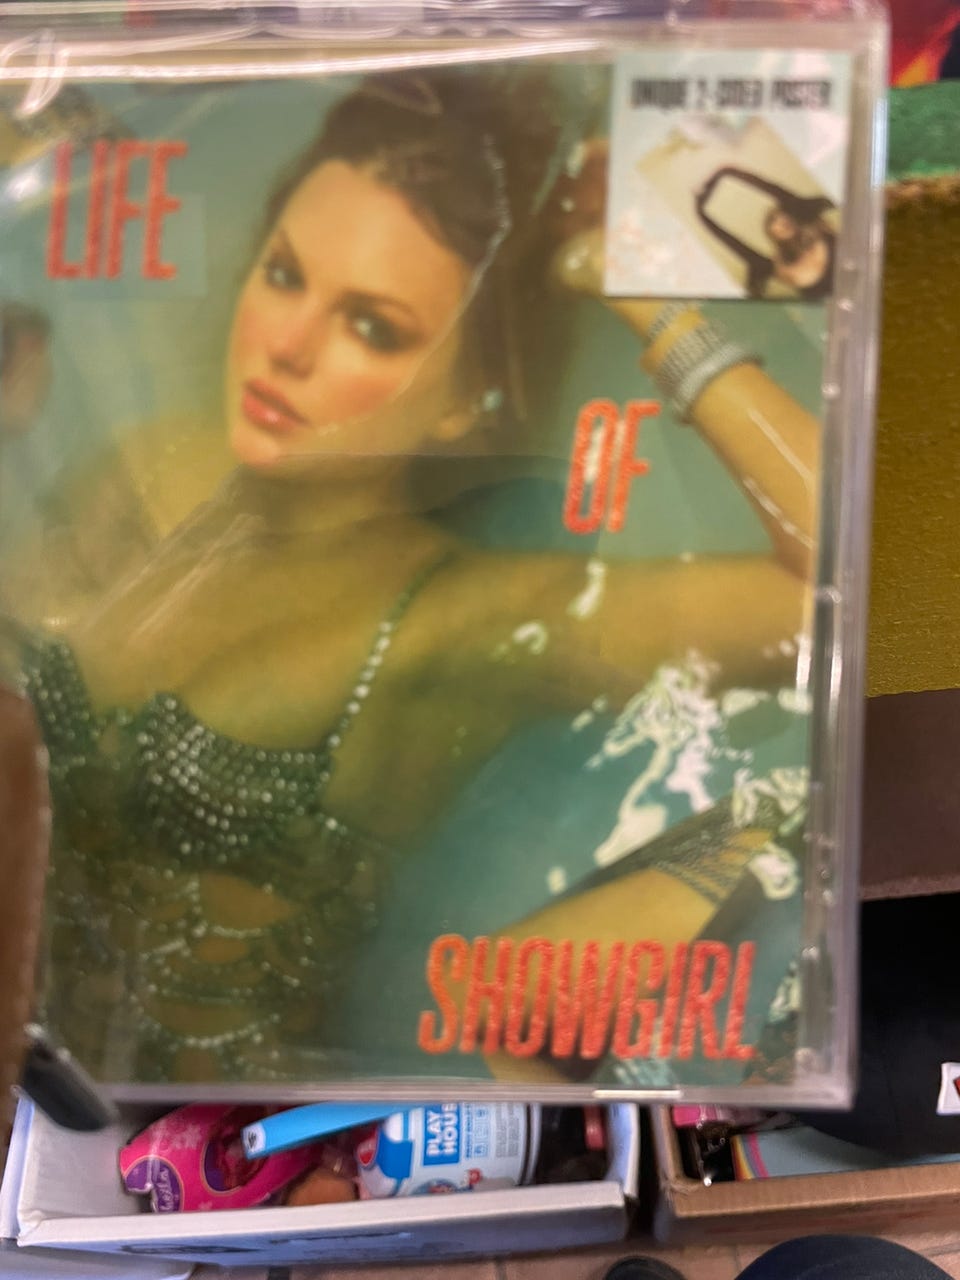 UNIQUE 2-SIDED POSTER
LIFE
OF
SHOWGIRL
PLAY
HOUSE